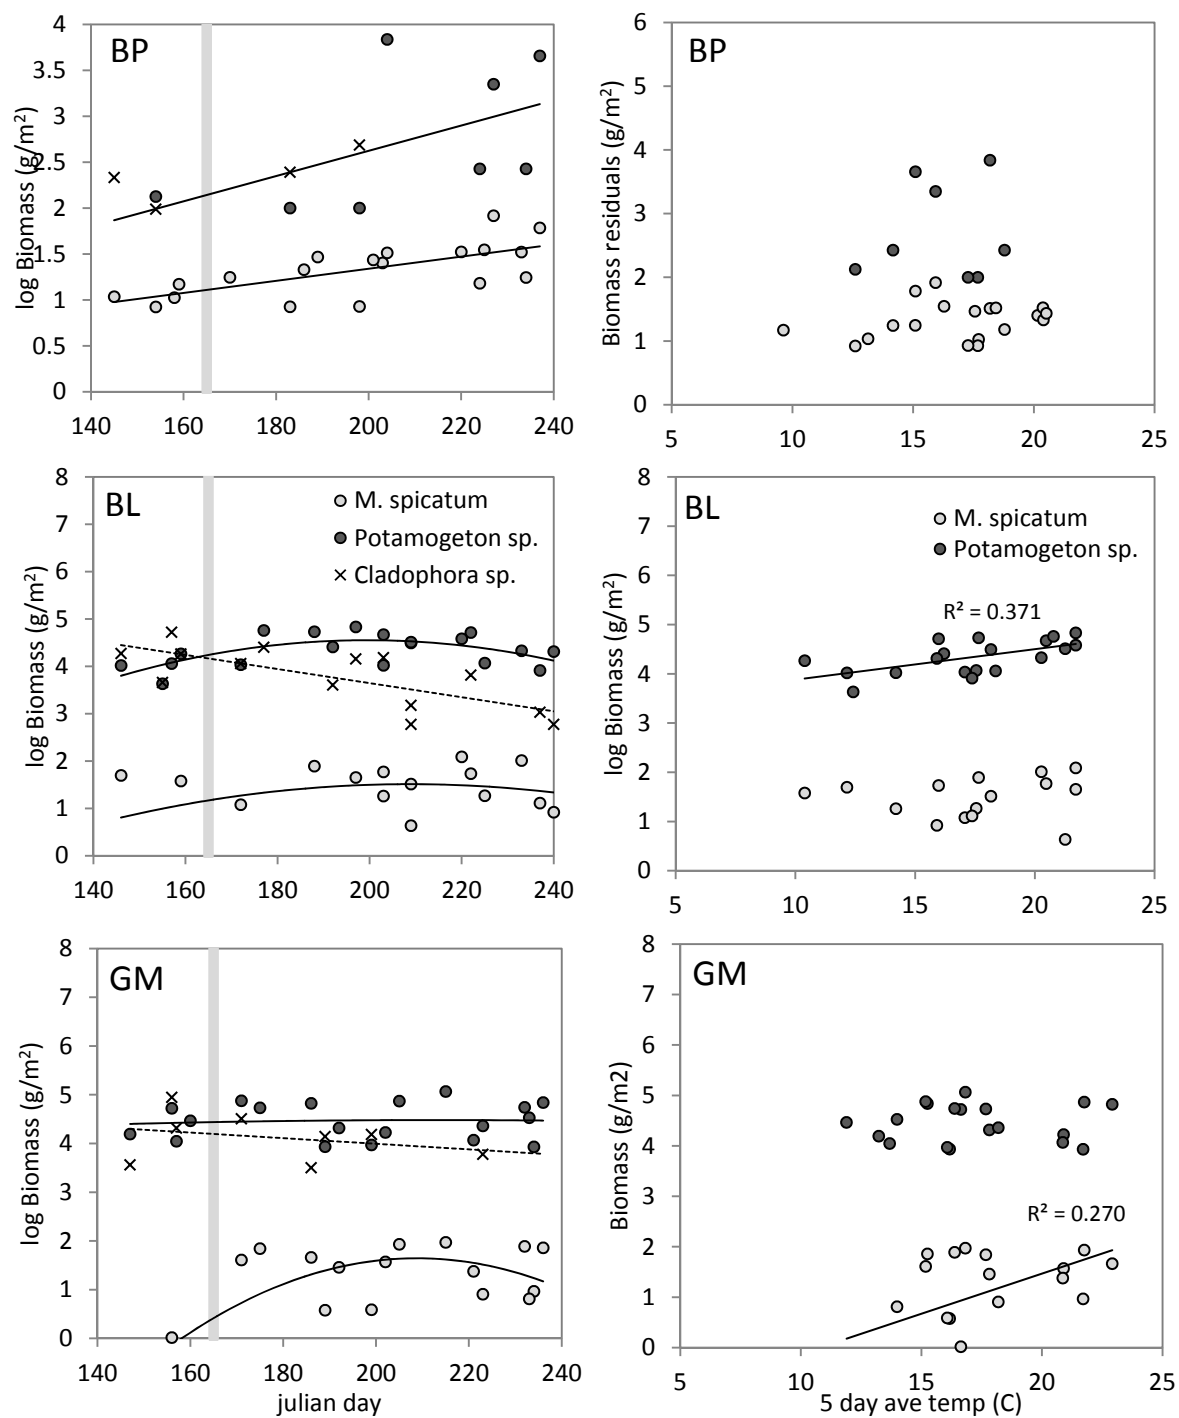 BP
log Biomass (g/m²)
4
3.5
3
2.5
2
1.5
1
0.5
0
140 160 180 200 220 240
BP
Biomass residuals (g/m²)
6
5
4
3
2
1
0
5 10 15 20 25
BL
log Biomass (g/m²)
M. spicatum
Potamogeton sp.
Cladophora sp.
8
7
6
5
4
3
2
1
0
140 160 180 200 220 240
BL
log Biomass (g/m²)
M. spicatum
Potamogeton sp.
R² = 0.371
8
7
6
5
4
3
2
1
0
5 10 15 20 25
GM
log Biomass (g/m²)
8
7
6
5
4
3
2
1
0
140 160 180 200 220 240
julian day
GM
Biomass (g/m2)
R² = 0.270
8
7
6
5
4
3
2
1
0
5 10 15 20 25
5 day ave temp (C)